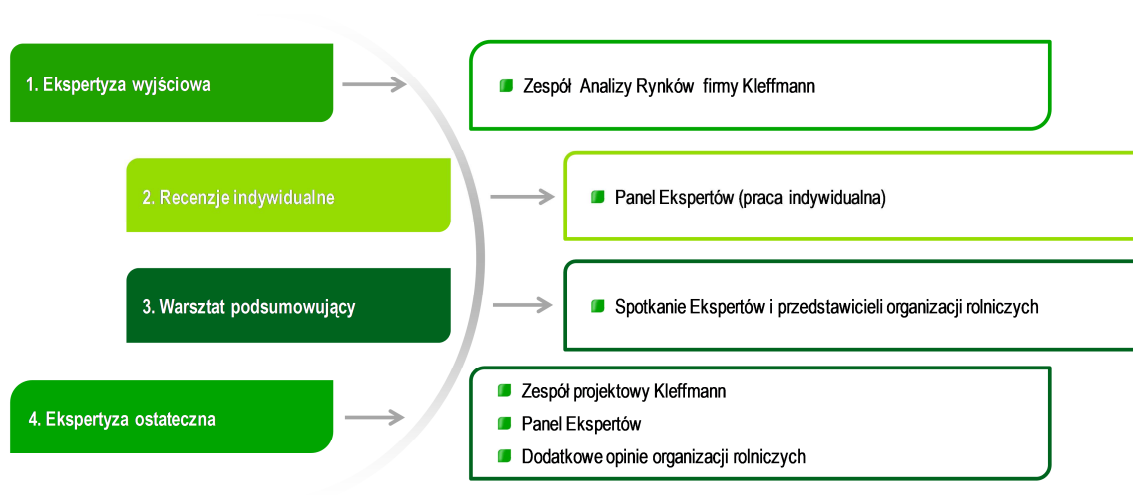 1. Ekspertyza wyjściowa
Zespół Analizy Rynków firmy Kleffmann
2. Recenzje indywidualne
Panel Ekspertów (praca indywidualna)
3. Warsztat podsumowujący
Spotkanie Ekspertów i przedstawicieli organizacji rolniczych
4. Ekspertyza ostateczna
Zespół projektowy Kleffmann
Panel Ekspertów
Dodatkowe opinie organizacji rolniczych